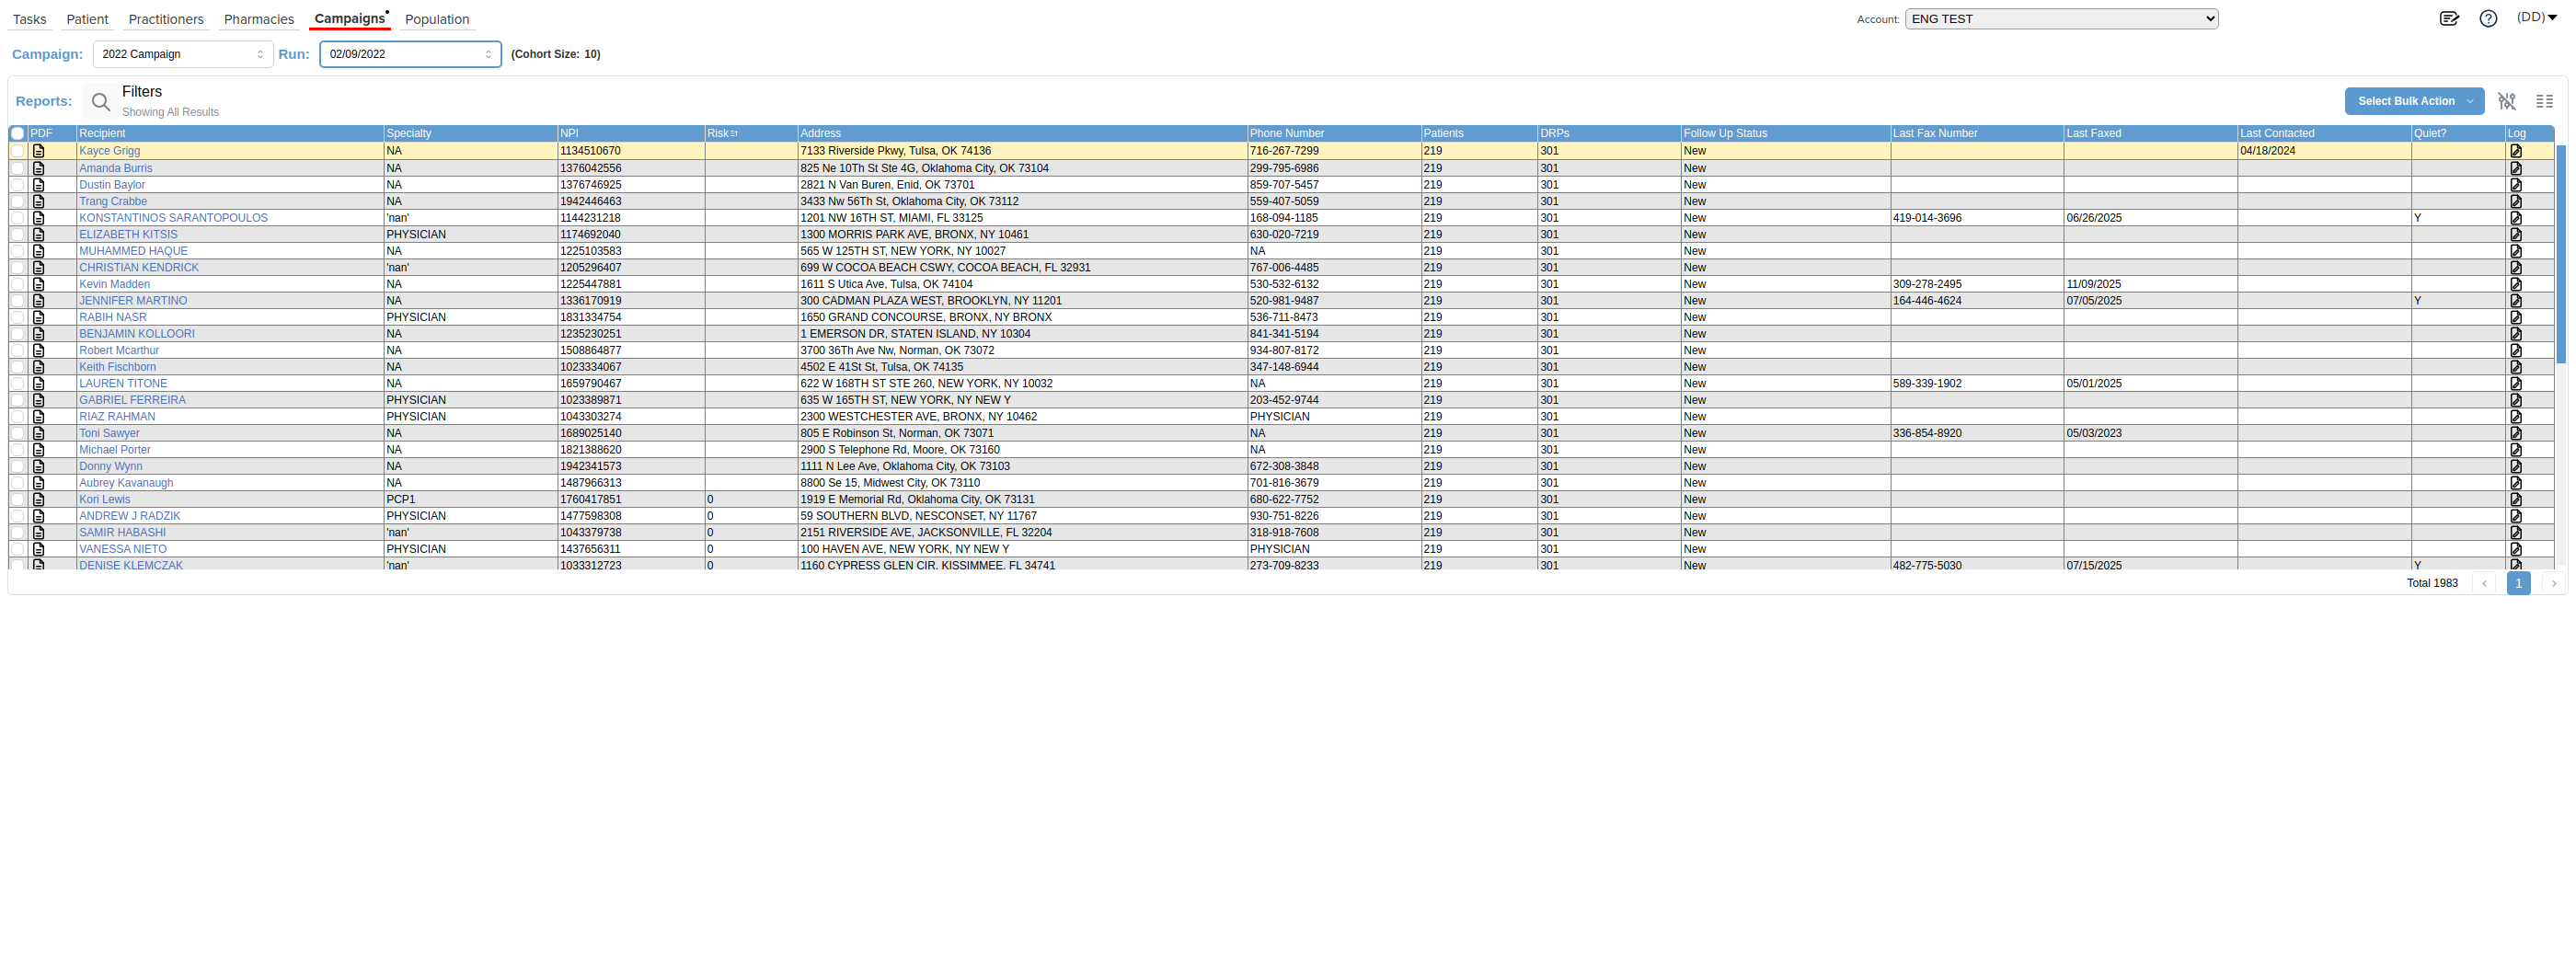 Tasks Patient Practitioners Pharmacies Campaigns Population Account: ENG TEST (DD)
Campaign: 2022 Campaign Run: 02/09/2022 (Cohort Size: 10)
Reports: Filters
Showing All Results
Select Bulk Action
PDF Recipient Specialty NPI Risk Address Phone Number Patients DRPs Follow Up Status Last Fax Number Last Faxed Last Contacted Quiet? Log
Kayce Grigg NA 1134510670 7133 Riverside Pkwy, Tulsa, OK 74136 716-267-7299 219 301 New 04/18/2024
Amanda Burris NA 1376042556 825 Ne 10Th St Ste 4G, Oklahoma City, OK 73104 299-795-6986 219 301 New
Dustin Baylor NA 1376746925 2821 N Van Buren, Enid, OK 73701 859-707-5457 219 301 New
Trang Crabbe NA 1942446463 3433 Nw 56Th St, Oklahoma City, OK 73112 559-407-5059 219 301 New
KONSTANTINOS SARANTOPOULOS 'nan' 1144231218 1201 NW 16TH ST, MIAMI, FL 33125 168-094-1185 219 301 New 419-014-3696 06/26/2025 Y
ELIZABETH KITSIS PHYSICIAN 1174692040 1300 MORRIS PARK AVE, BRONX, NY 10461 630-020-7219 219 301 New
MUHAMMED HAQUE NA 1225103583 565 W 125TH ST, NEW YORK, NY 10027 NA 219 301 New
CHRISTIAN KENDRICK 'nan' 1205296407 699 W COCOA BEACH CSWY, COCOA BEACH, FL 32931 767-006-4485 219 301 New
Kevin Madden NA 1225447881 1611 S Utica Ave, Tulsa, OK 74104 530-532-6132 219 301 New 309-278-2495 11/09/2025
JENNIFER MARTINO NA 1336170919 300 CADMAN PLAZA WEST, BROOKLYN, NY 11201 520-981-9487 219 301 New 164-446-4624 07/05/2025 Y
RABIH NASR PHYSICIAN 1831334754 1650 GRAND CONCOURSE, BRONX, NY BRONX 536-711-8473 219 301 New
BENJAMIN KOLLOORI NA 1235230251 1 EMERSON DR, STATEN ISLAND, NY 10304 841-341-5194 219 301 New
Robert Mcarthur NA 1508864877 3700 36Th Ave Nw, Norman, OK 73072 934-807-8172 219 301 New
Keith Fischborn NA 1023334067 4502 E 41St St, Tulsa, OK 74135 347-148-6944 219 301 New
LAUREN TITONE NA 1659790467 622 W 168TH ST STE 260, NEW YORK, NY 10032 NA 219 301 New 589-339-1902 05/01/2025
GABRIEL FERREIRA PHYSICIAN 1023389871 635 W 165TH ST, NEW YORK, NY NEW Y 203-452-9744 219 301 New
RIAZ RAHMAN PHYSICIAN 1043303274 2300 WESTCHESTER AVE, BRONX, NY 10462 PHYSICIAN 219 301 New
Toni Sawyer NA 1689025140 805 E Robinson St, Norman, OK 73071 NA 219 301 New 336-854-8920 05/03/2023
Michael Porter NA 1821388620 2900 S Telephone Rd, Moore, OK 73160 NA 219 301 New
Donny Wynn NA 1942341573 1111 N Lee Ave, Oklahoma City, OK 73103 672-308-3848 219 301 New
Aubrey Kavanaugh NA 1487966313 8800 Se 15, Midwest City, OK 73110 701-816-3679 219 301 New
Kori Lewis PCP1 1760417851 0 1919 E Memorial Rd, Oklahoma City, OK 73131 680-622-7752 219 301 New
ANDREW J RADZIK PHYSICIAN 1477598308 0 59 SOUTHERN BLVD, NESCONSET, NY 11767 930-751-8226 219 301 New
SAMIR HABASHI 'nan' 1043379738 0 2151 RIVERSIDE AVE, JACKSONVILLE, FL 32204 318-918-7608 219 301 New
VANESSA NIETO PHYSICIAN 1437656311 0 100 HAVEN AVE, NEW YORK, NY NEW Y PHYSICIAN 219 301 New
DENISE KLEMCZAK 'nan' 1033312723 0 1160 CYPRESS GLEN CIR, KISSIMMEE, FL 34741 273-709-8233 219 301 New 482-775-5030 07/15/2025 Y
Total 1983 1